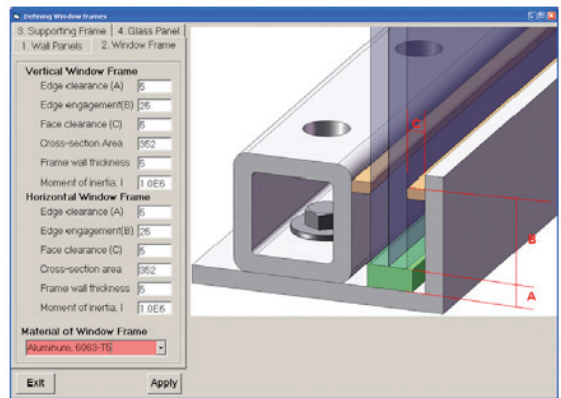 Defining Window frames
3. Supporting Frame 4. Glass Panel
1. Wall Panels 2. Window Frame
Vertical Window Frame
Edge clearance (A) 5
Edge engagement(B) 25
Face clearance (C) 5
Cross-section Area 352
Frame wall thickness 5
Moment of inertia, I 1.0E6
Horizontal Window Frame
Edge clearance (A) 5
Edge engagement(B) 25
Face clearance (C) 5
Cross-section area 352
Frame wall thickness 5
Moment of inertia, I 1.0E6
Material of Window Frame
Aluminum, 6063-T5
Exit Apply
C
B
A